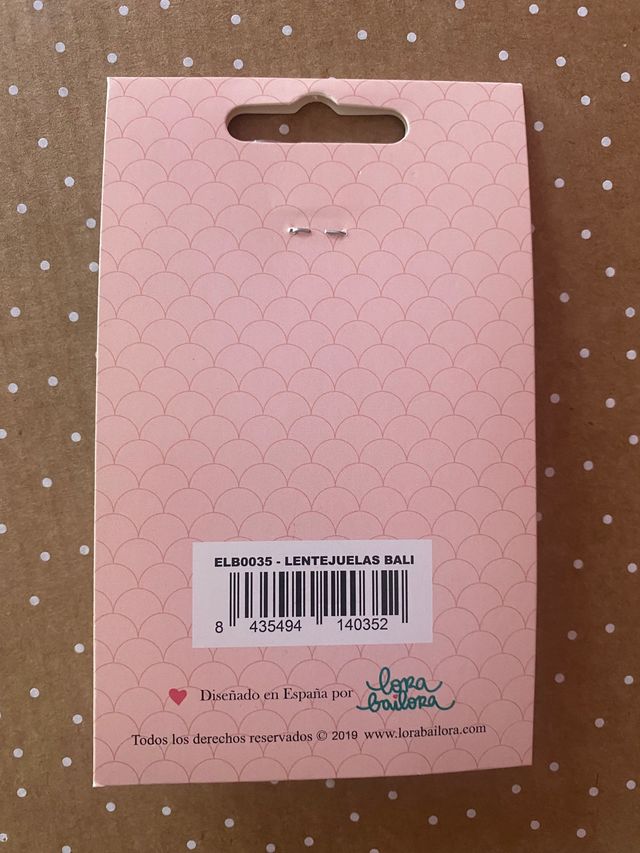 ELB0035 - LENTEJUELAS BALI
8 435494 140352
Diseñado en España por lora bailora
Todos los derechos reservados © 2019 www.lorabailora.com